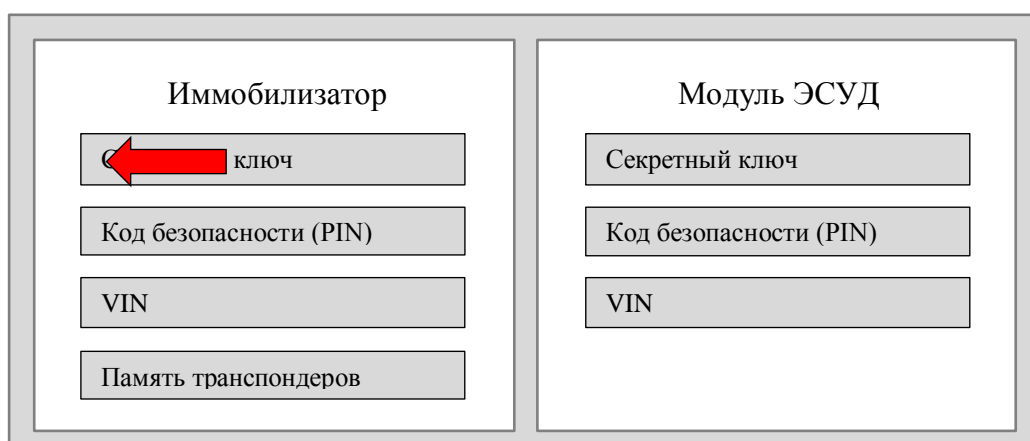 Иммобилизатор
ключ
Код безопасности (PIN)
VIN
Память транспондеров
Модуль ЭСУД
Секретный ключ
Код безопасности (PIN)
VIN